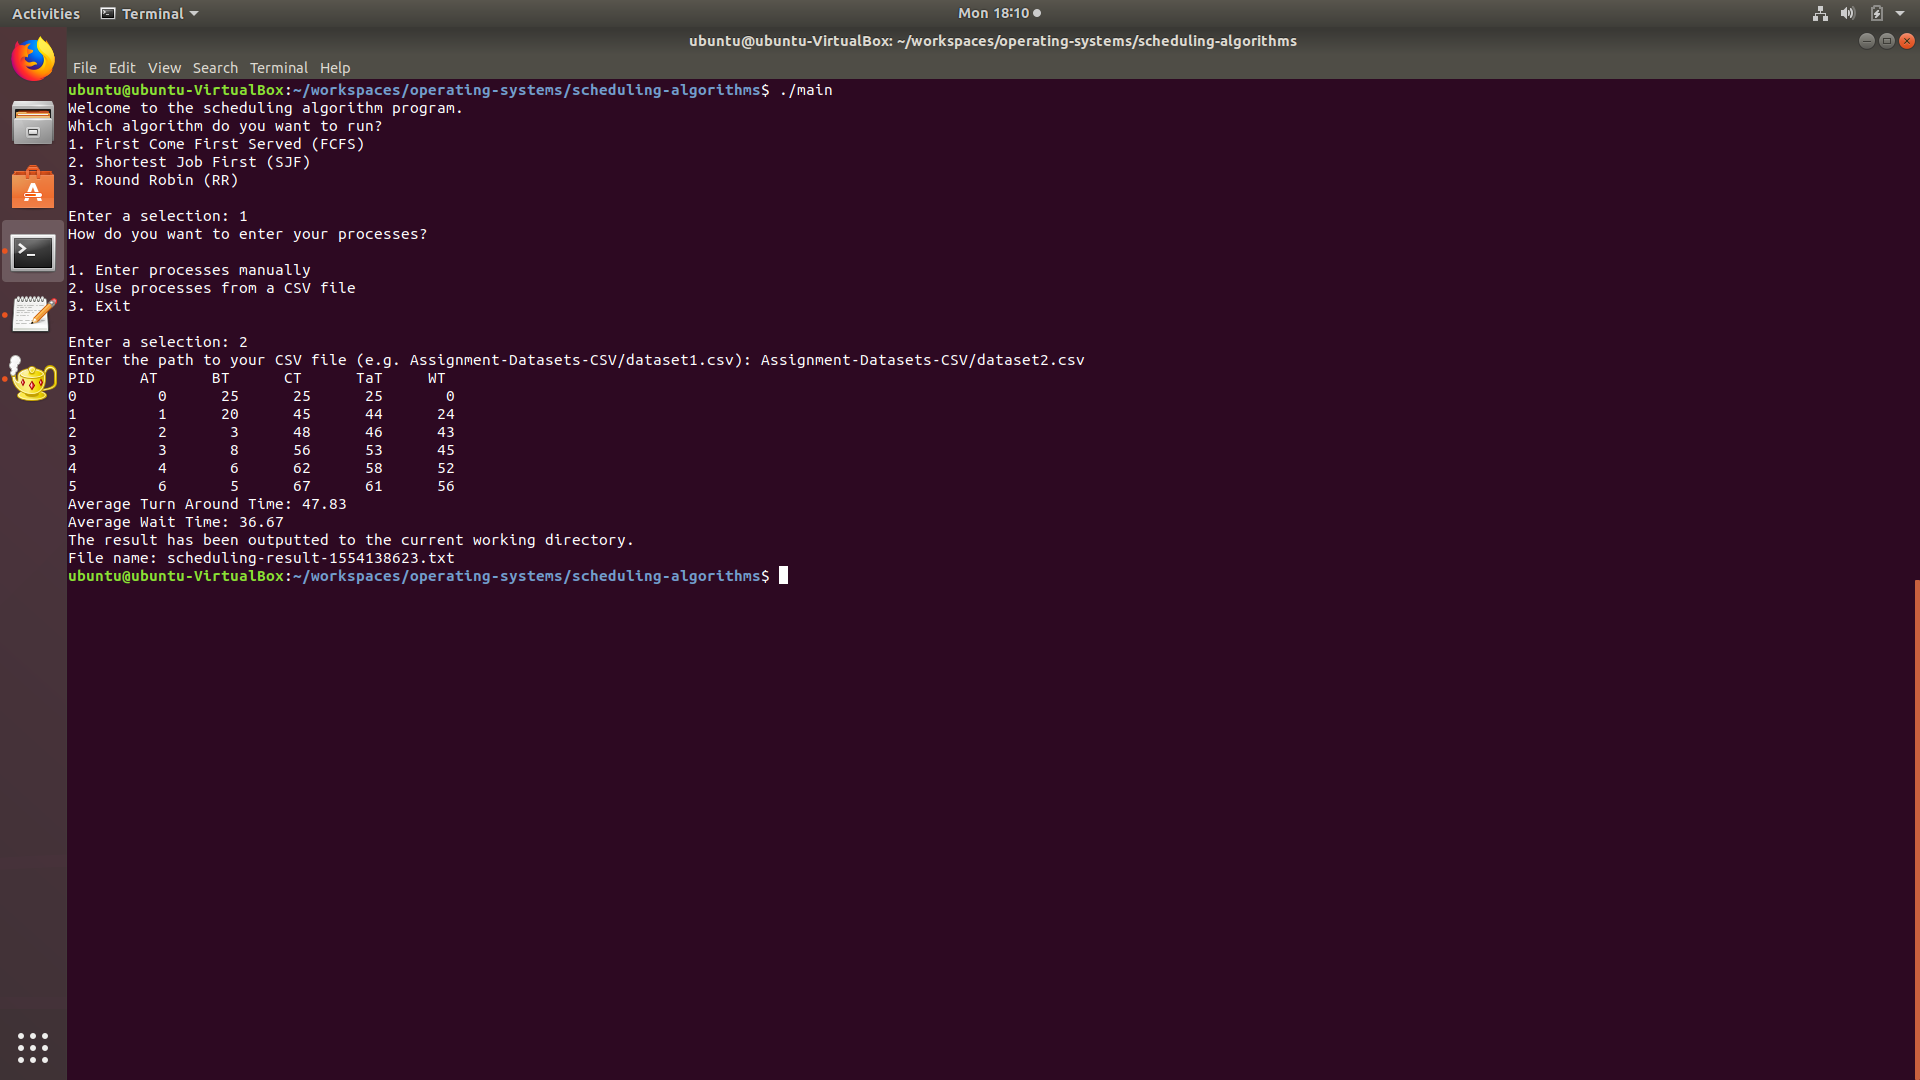 Activities Terminal Mon 18:10
ubuntu@ubuntu-VirtualBox: ~/workspaces/operating-systems/scheduling-algorithms
File Edit View Search Terminal Help
ubuntu@ubuntu-VirtualBox:~/workspaces/operating-systems/scheduling-algorithms$ ./main
Welcome to the scheduling algorithm program.
Which algorithm do you want to run?
1. First Come First Served (FCFS)
2. Shortest Job First (SJF)
3. Round Robin (RR)
Enter a selection: 1
How do you want to enter your processes?
1. Enter processes manually
2. Use processes from a CSV file
3. Exit
Enter a selection: 2
Enter the path to your CSV file (e.g. Assignment-Datasets-CSV/dataset1.csv): Assignment-Datasets-CSV/dataset2.csv
PID AT BT CT TaT WT
0 0 25 25 25 0
1 1 20 45 44 24
2 2 3 48 46 43
3 3 8 56 53 45
4 4 6 62 58 52
5 6 5 67 61 56
Average Turn Around Time: 47.83
Average Wait Time: 36.67
The result has been outputted to the current working directory.
File name: scheduling-result-1554138623.txt
ubuntu@ubuntu-VirtualBox:~/workspaces/operating-systems/scheduling-algorithms$